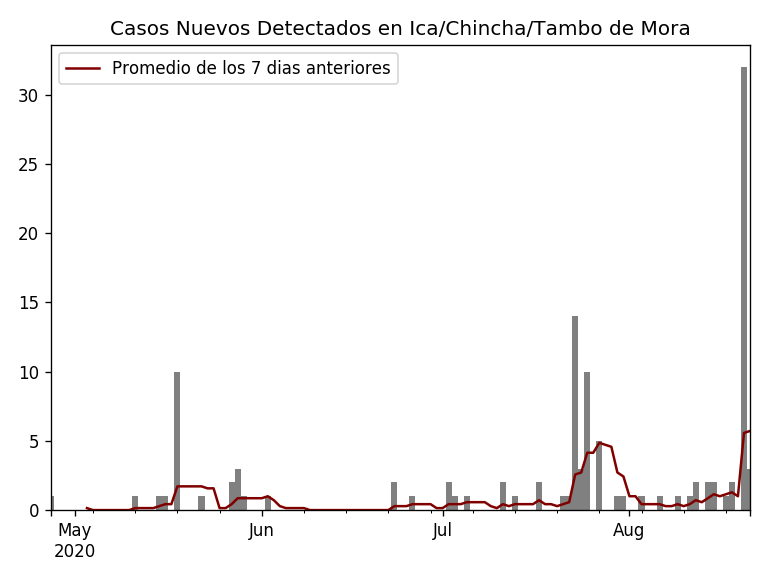 Casos Nuevos Detectados en Ica/Chincha/Tambo de Mora
Promedio de los 7 dias anteriores
30
25
20
15
10
5
0
May
2020
Jun
Jul
Aug